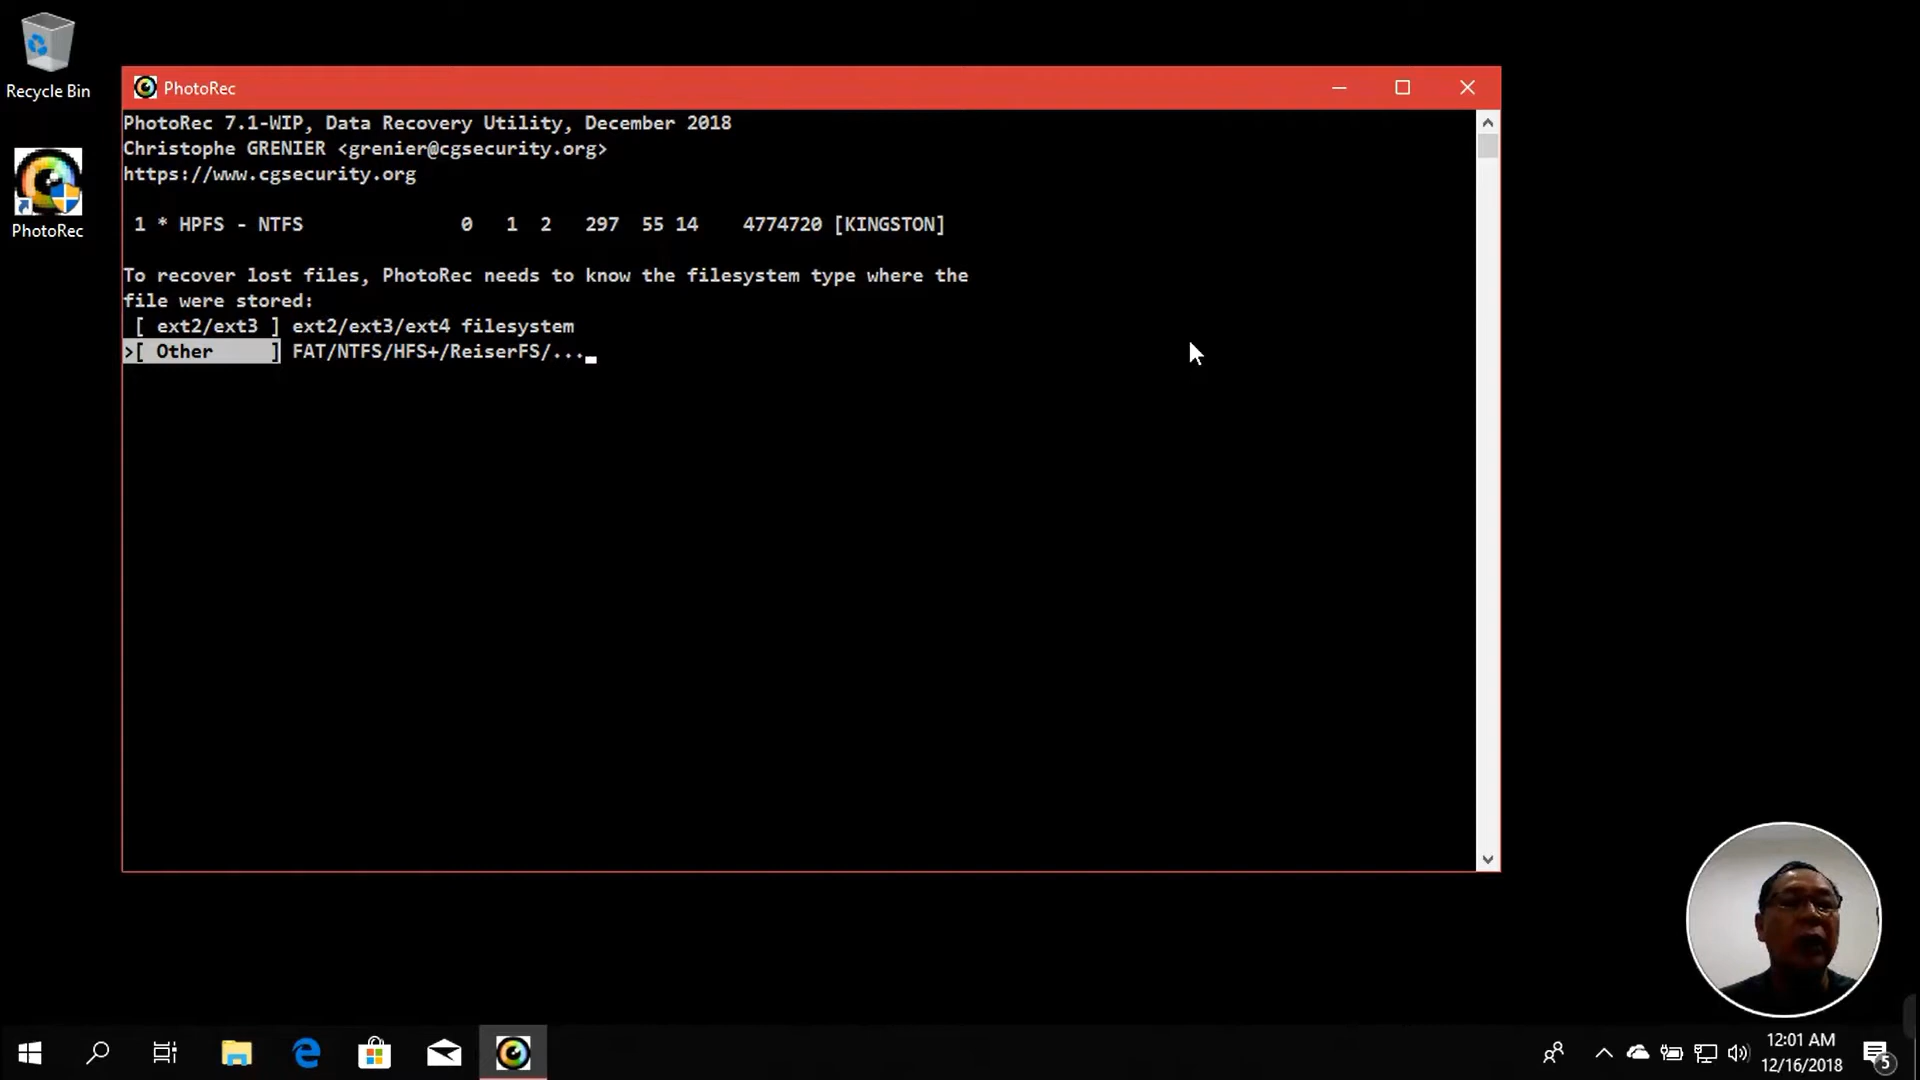 Recycle Bin
PhotoRec
PhotoRec
PhotoRec 7.1-WIP, Data Recovery Utility, December 2018
Christophe GRENIER <grenier@cgsecurity.org>
https://www.cgsecurity.org
1 * HPFS - NTFS 0 1 2 297 55 14 4774720 [KINGSTON]
To recover lost files, PhotoRec needs to know the filesystem type where the
file were stored:
[ ext2/ext3 ] ext2/ext3/ext4 filesystem
>[ Other ] FAT/NTFS/HFS+/ReiserFS/...
12:01 AM
12/16/2018
5